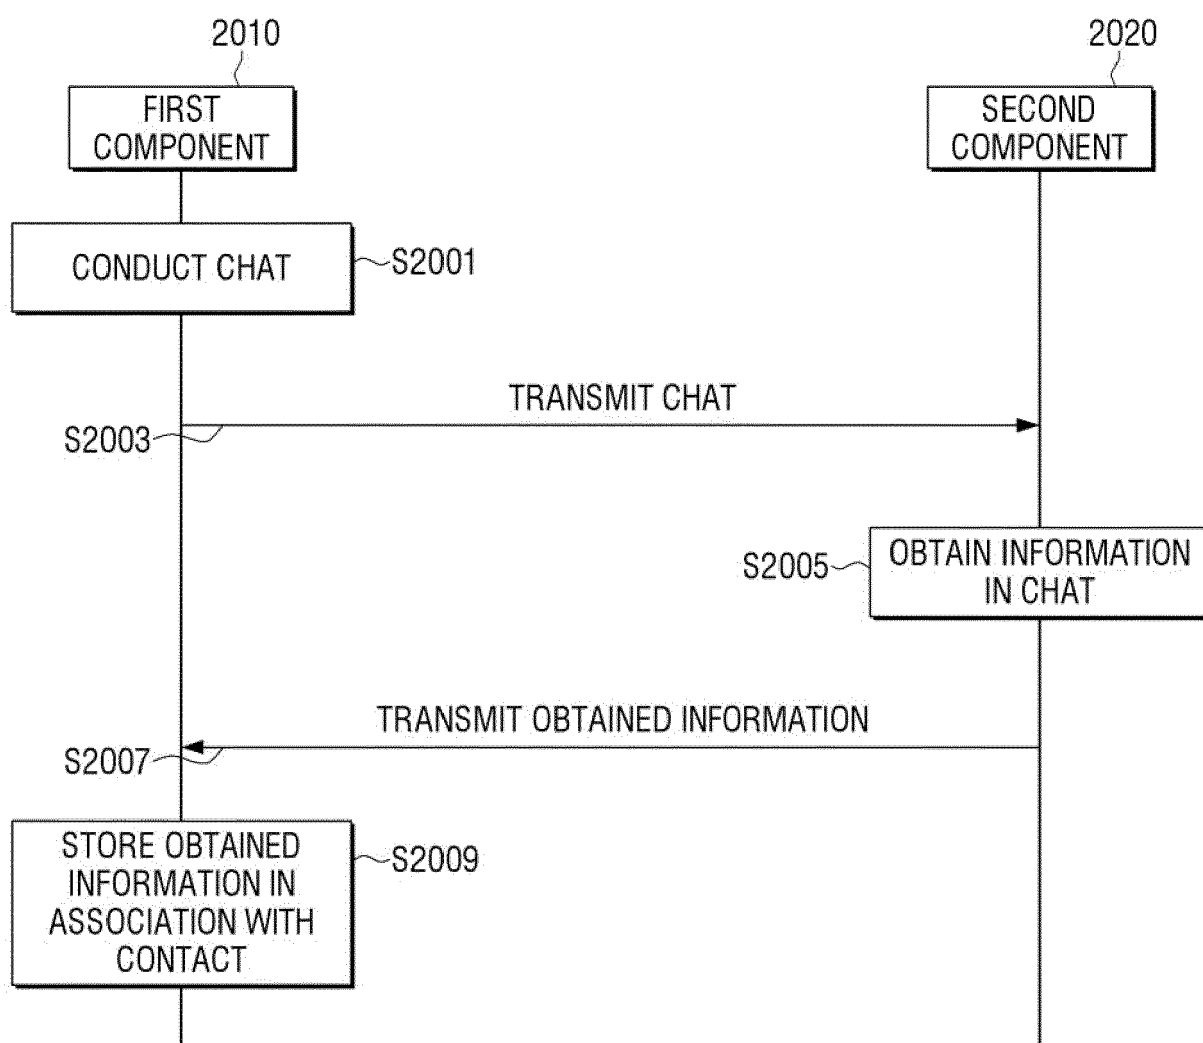 2010
2020
FIRST
COMPONENT
SECOND
COMPONENT
CONDUCT CHAT
S2001
TRANSMIT CHAT
S2003
OBTAIN INFORMATION
IN CHAT
S2005
TRANSMIT OBTAINED INFORMATION
S2007
STORE OBTAINED
INFORMATION IN
ASSOCIATION WITH
CONTACT
S2009